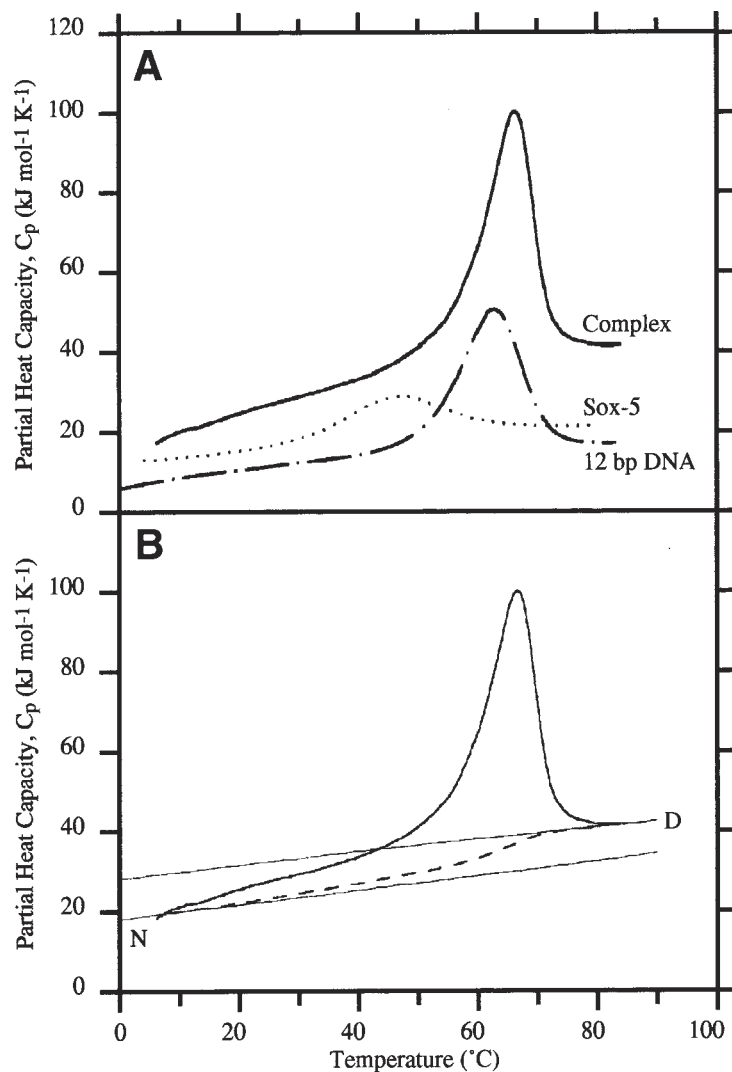 A
120
100
80
60
40
20
0
Partial Heat Capacity, Cp (kJ mol-1 K-1)
Complex
Sox-5
12 bp DNA
B
100
80
60
40
20
0
Partial Heat Capacity, Cp (kJ mol-1 K-1)
D
N
0 20 40 60 80 100
Temperature (°C)